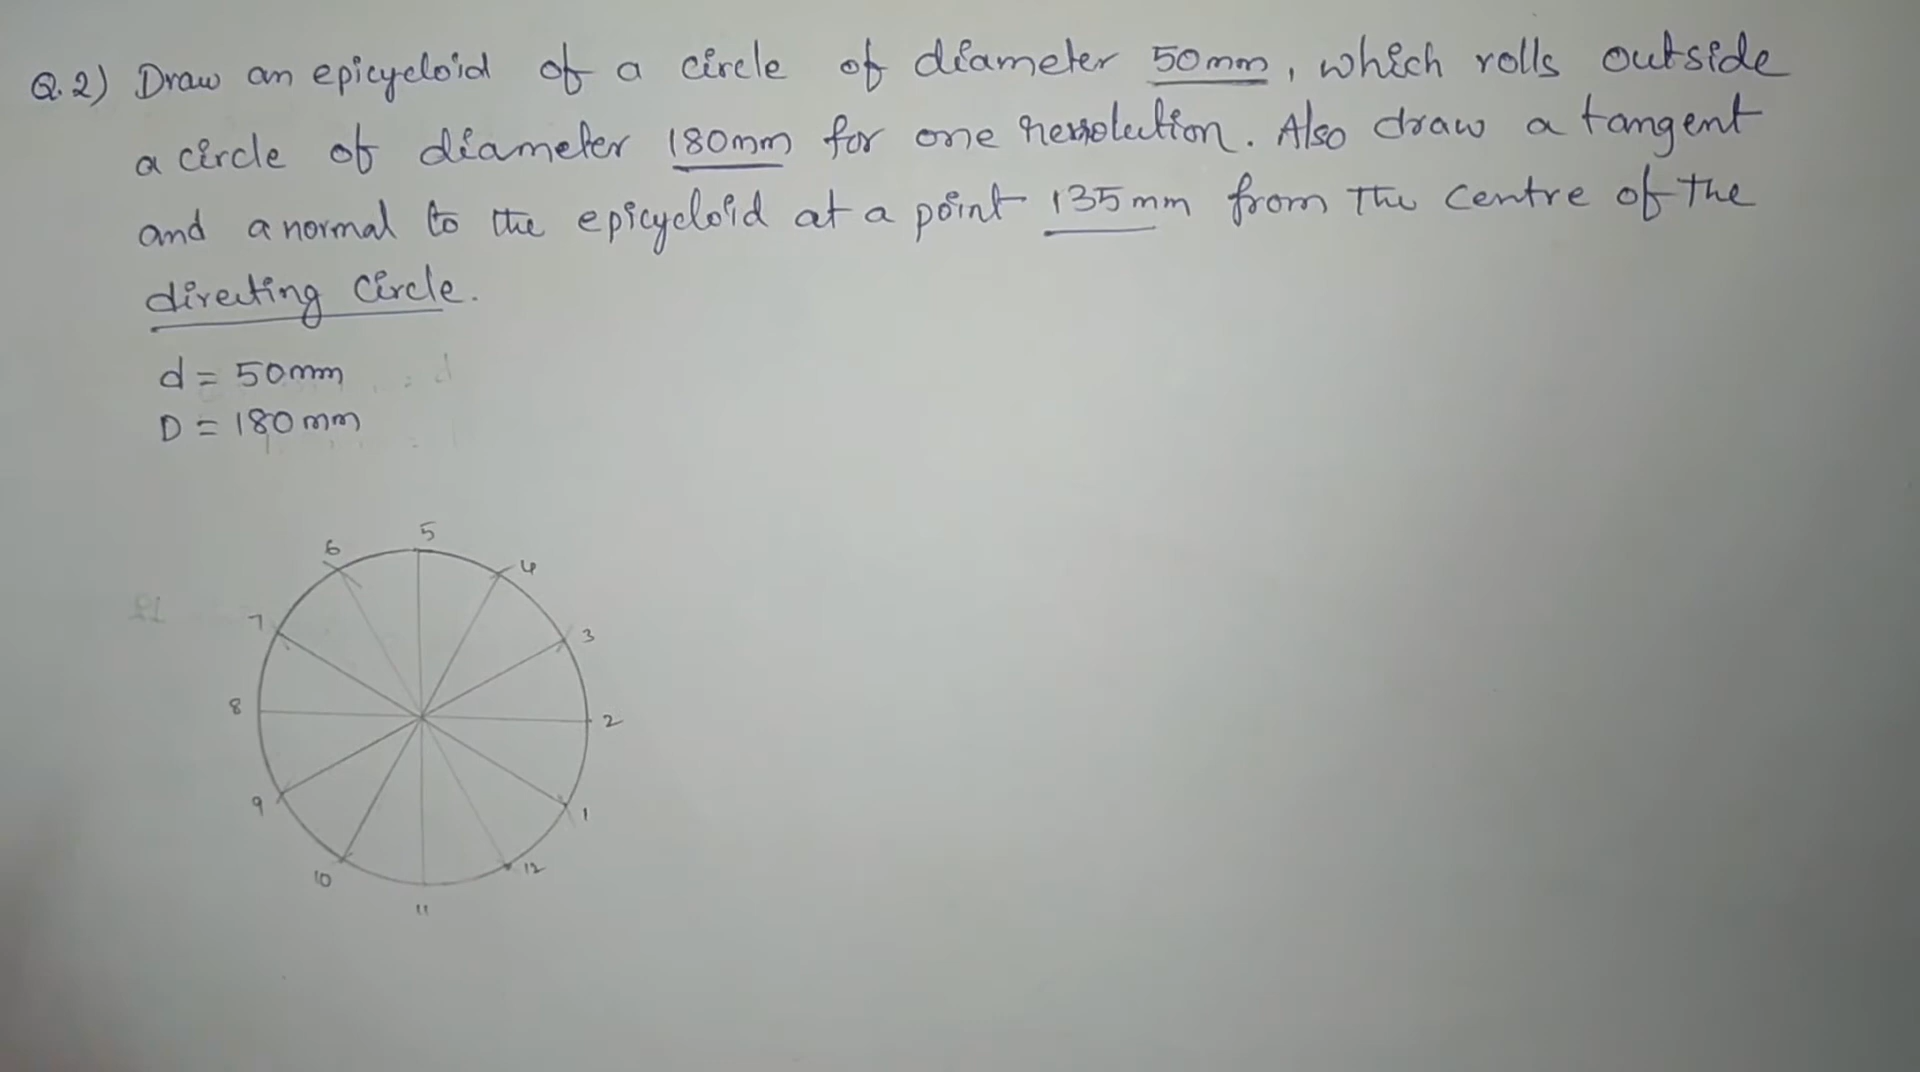 Q.2) Draw an epicycloid of a circle of diameter 50mm, which rolls outside
a circle of diameter 180mm for one revolution. Also draw a tangent
and a normal to the epicycloid at a point 135mm from the centre of the
directing circle.
d = 50mm
D = 180mm
5
6
4
7
3
8
2
9
1
10
12
11